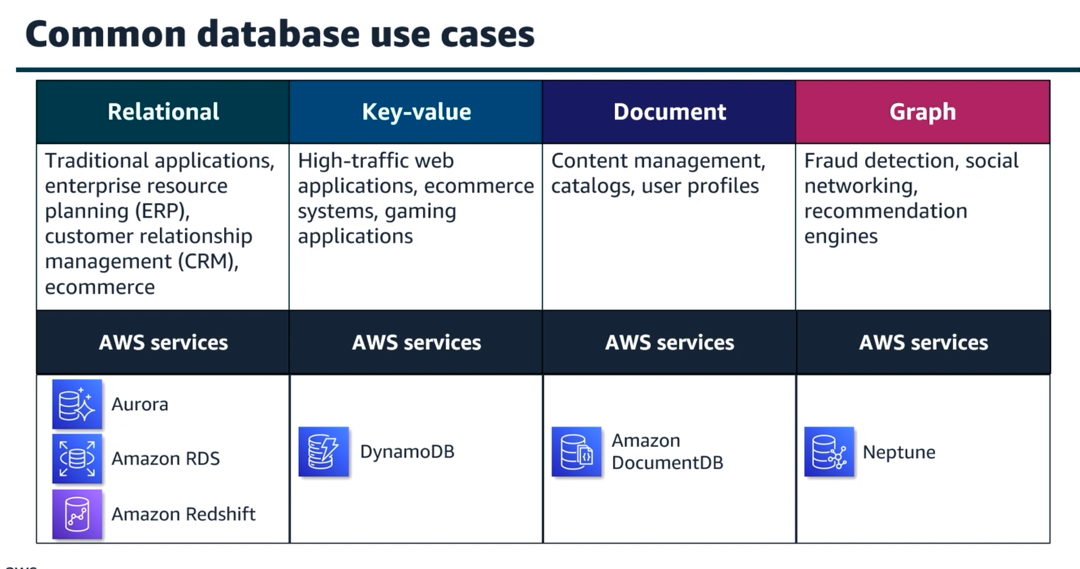 Common database use cases
Relational
Key-value
Document
Graph
Traditional applications,
enterprise resource
planning (ERP),
customer relationship
management (CRM),
ecommerce
High-traffic web
applications, ecommerce
systems, gaming
applications
Content management,
catalogs, user profiles
Fraud detection, social
networking,
recommendation
engines
AWS services
AWS services
AWS services
AWS services
Aurora
Amazon RDS
Amazon Redshift
DynamoDB
Amazon
DocumentDB
Neptune